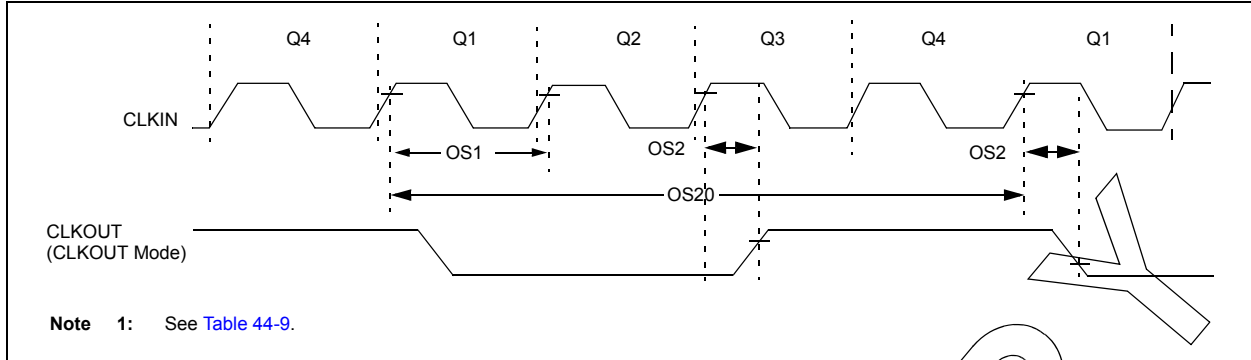 Q4 Q1 Q2 Q3 Q4 Q1
CLKIN
OS1 OS2 OS2
OS20
CLKOUT
(CLKOUT Mode)
Note 1: See Table 44-9.